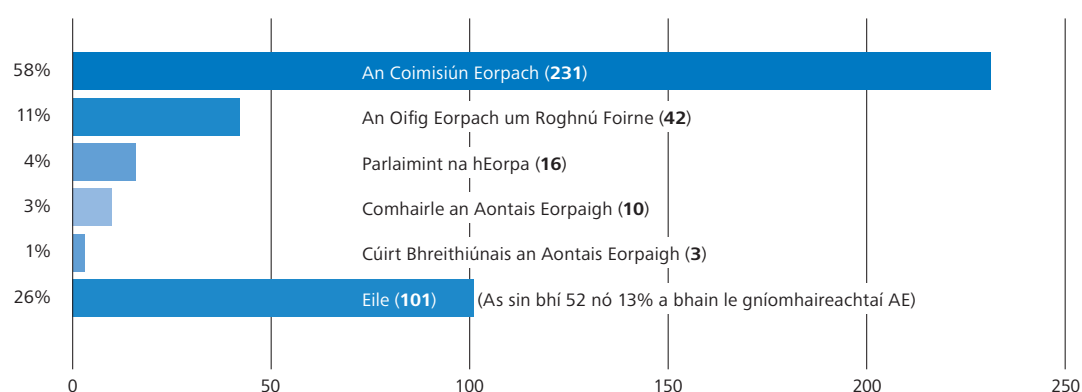 58% An Coimisiún Eorpach (231)
11% An Oifig Eorpach um Roghnú Foirne (42)
4% Parlaimint na hEorpa (16)
3% Comhairle an Aontais Eorpaigh (10)
1% Cúirt Bhreithiúnais an Aontais Eorpaigh (3)
26% Eile (101) (As sin bhí 52 nó 13% a bhain le gníomhaireachtaí AE)
0 50 100 150 200 250